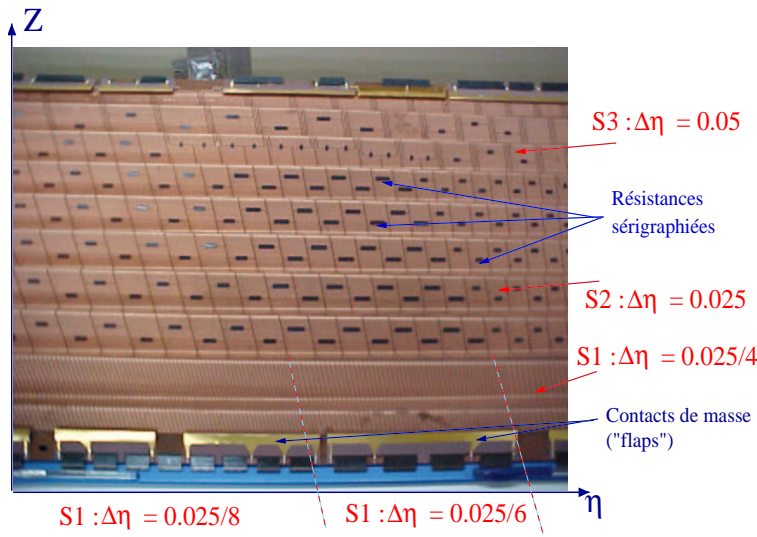 Z
S3 : Δη = 0.05
Résistances
sérigraphiées
S2 : Δη = 0.025
S1 : Δη = 0.025/4
Contacts de masse
("flaps")
η
S1 : Δη = 0.025/8
S1 : Δη = 0.025/6